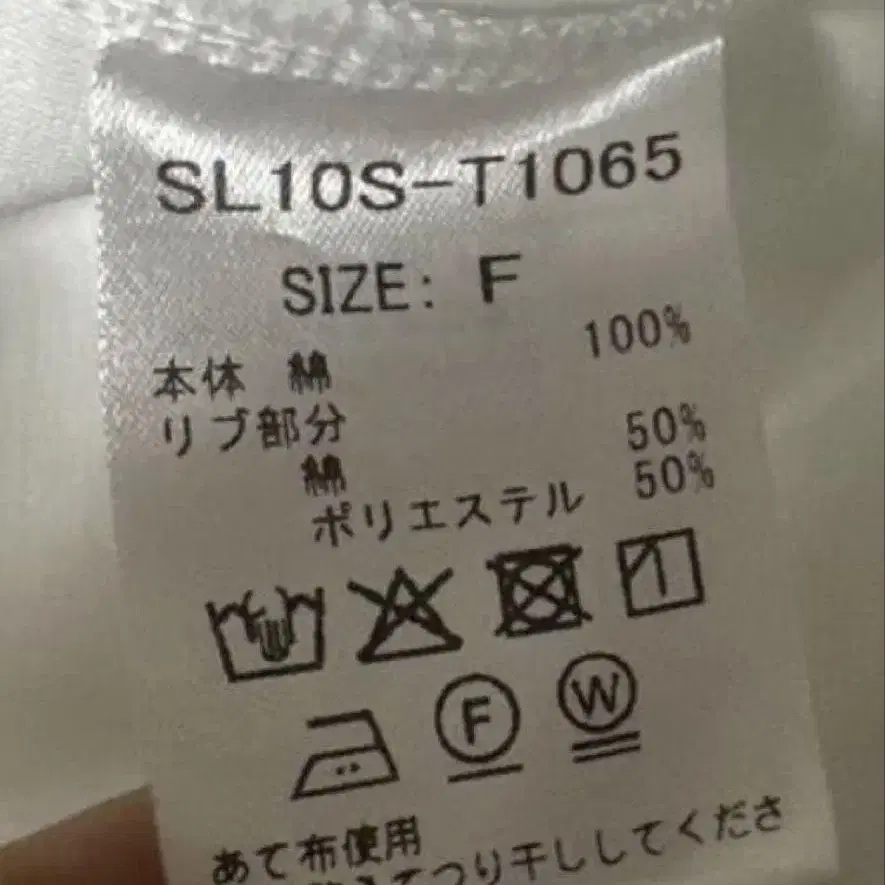 SL10S-T1065
SIZE: F
本体 綿 100%
リブ部分
綿 50%
ポリエステル 50%
F
W
あて布使用
つり干ししてくださ